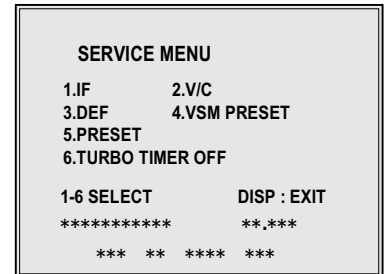 SERVICE MENU
1.IF 2.V/C
3.DEF 4.VSM PRESET
5.PRESET
6.TURBO TIMER OFF
1-6 SELECT DISP : EXIT
*********** **.***
*** ** **** ***